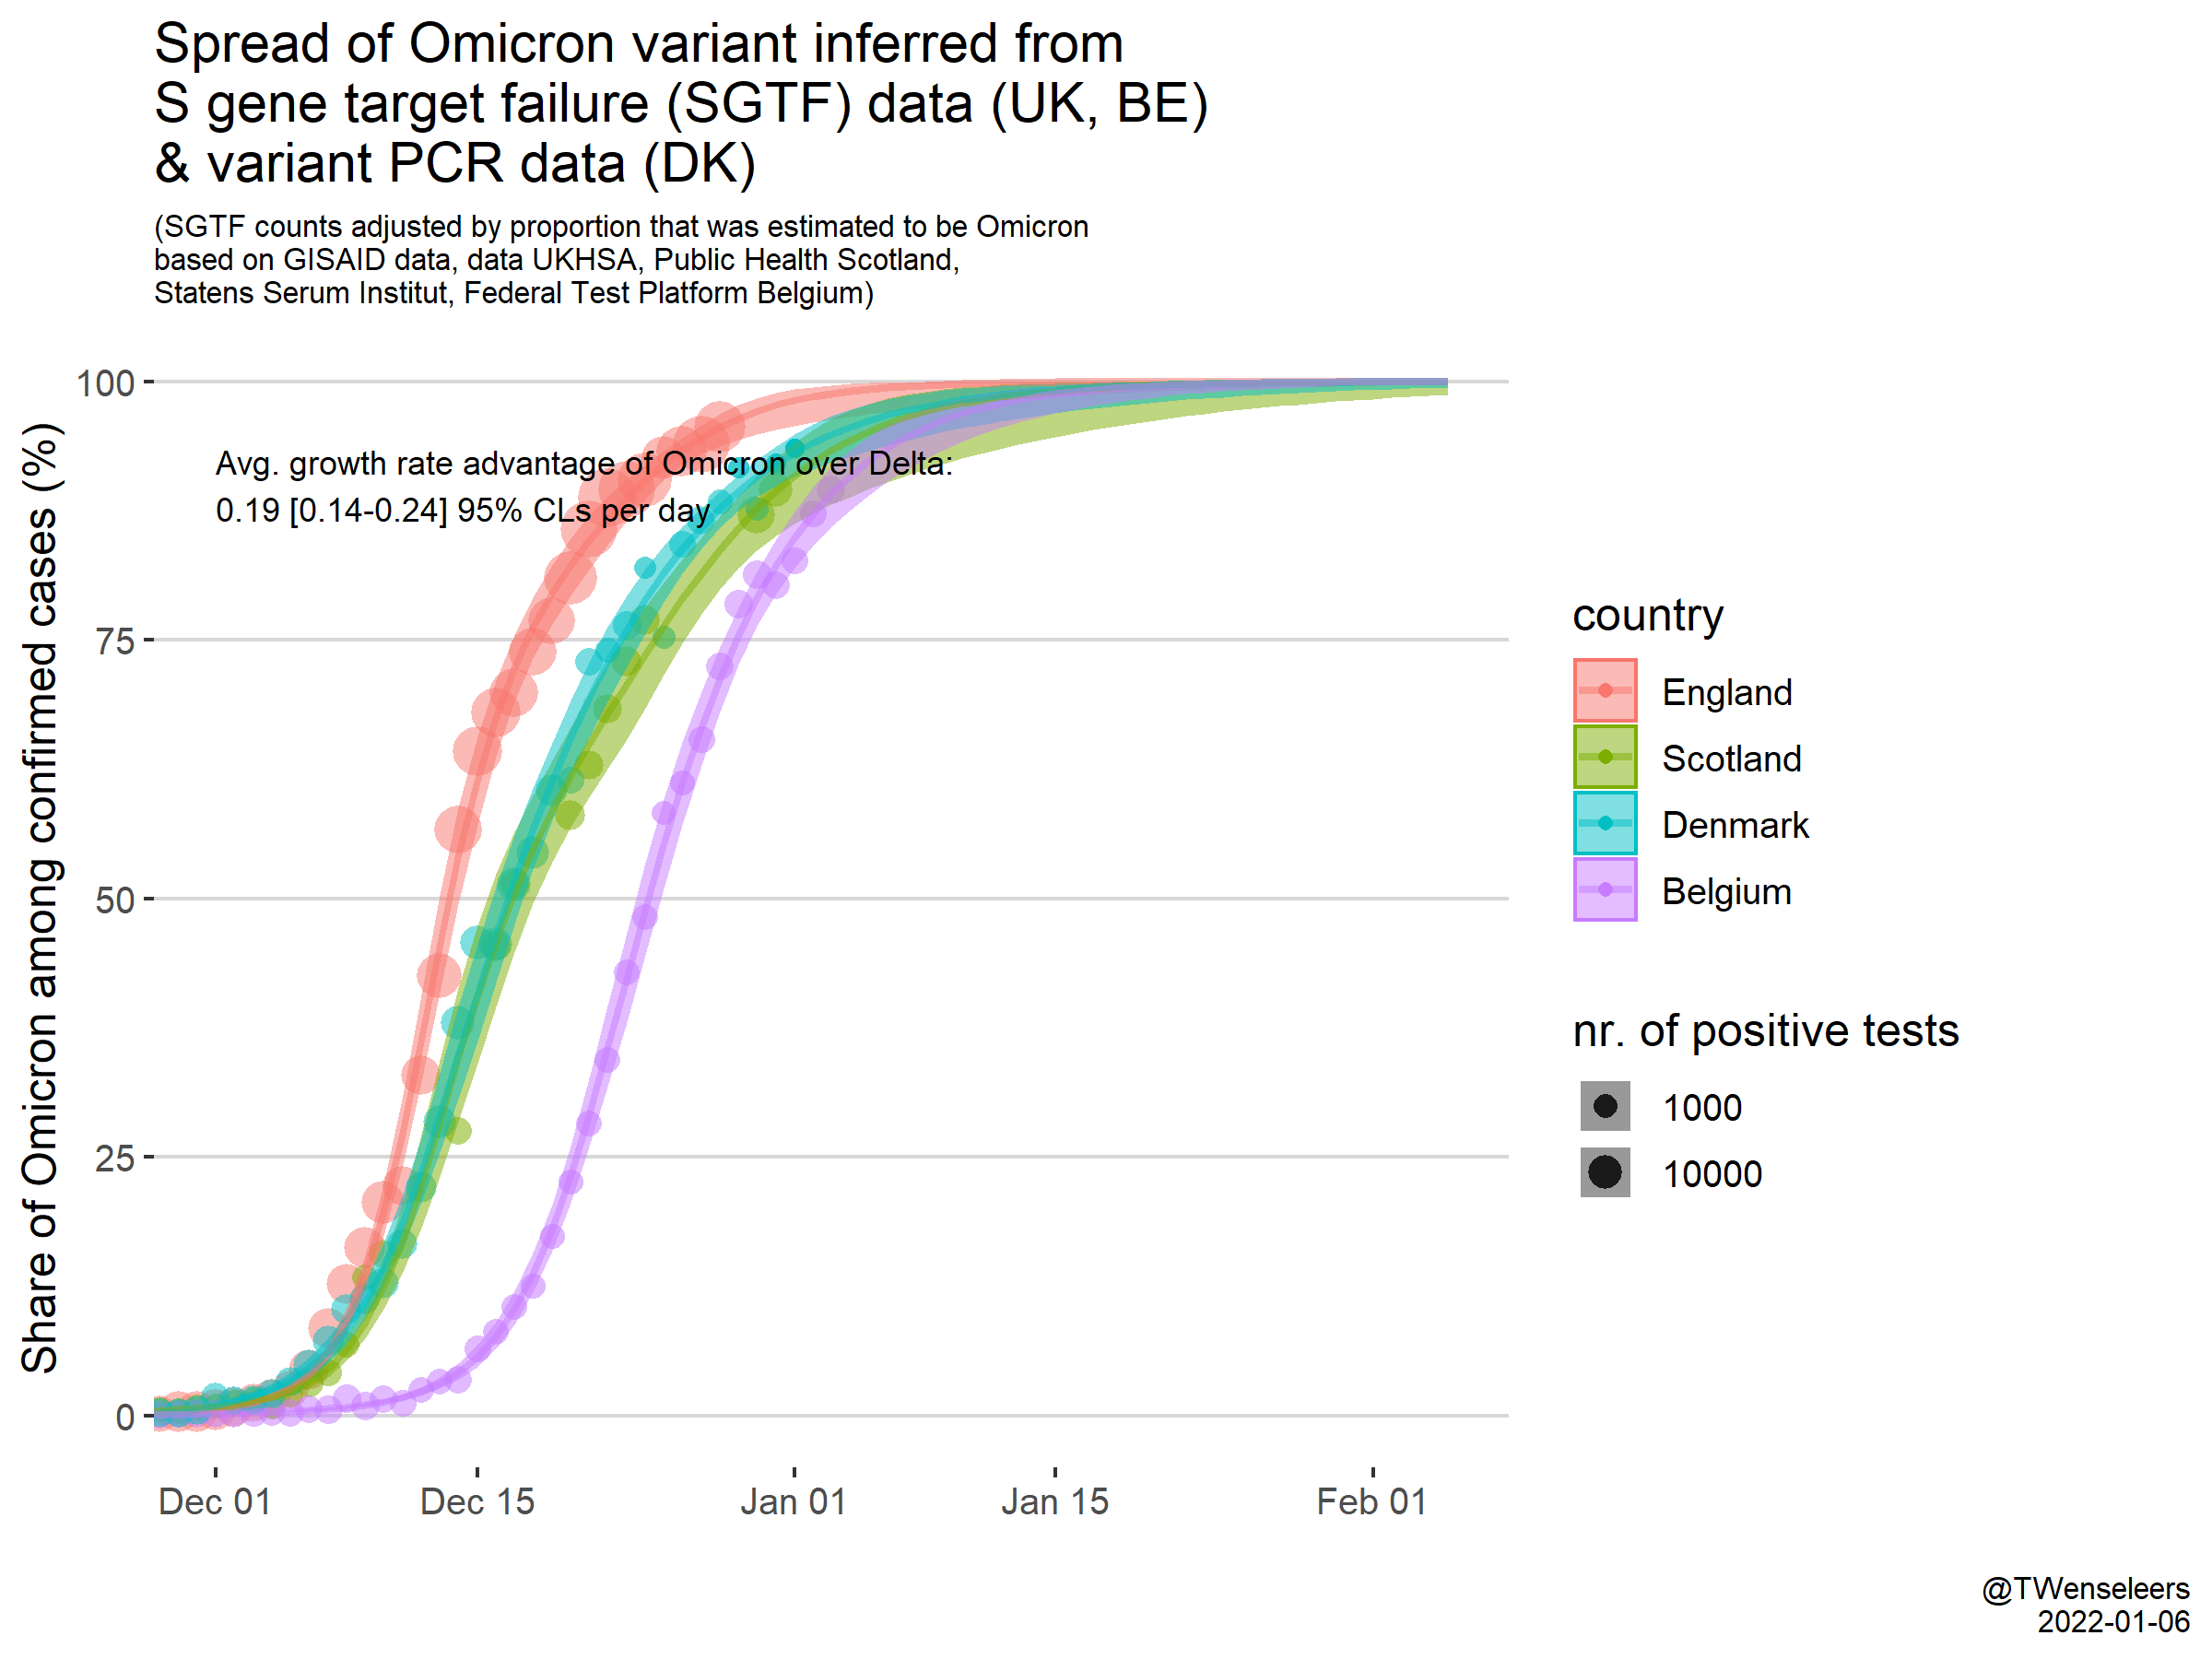 Spread of Omicron variant inferred from
S gene target failure (SGTF) data (UK, BE)
& variant PCR data (DK)
(SGTF counts adjusted by proportion that was estimated to be Omicron
based on GISAID data, data UKHSA, Public Health Scotland,
Statens Serum Institut, Federal Test Platform Belgium)
Share of Omicron among confirmed cases (%)
100
75
50
25
0
Avg. growth rate advantage of Omicron over Delta:
0.19 [0.14-0.24] 95% CLs per day
Dec 01
Dec 15
Jan 01
Jan 15
Feb 01
country
England
Scotland
Denmark
Belgium
nr. of positive tests
1000
10000
@TWenseleers
2022-01-06